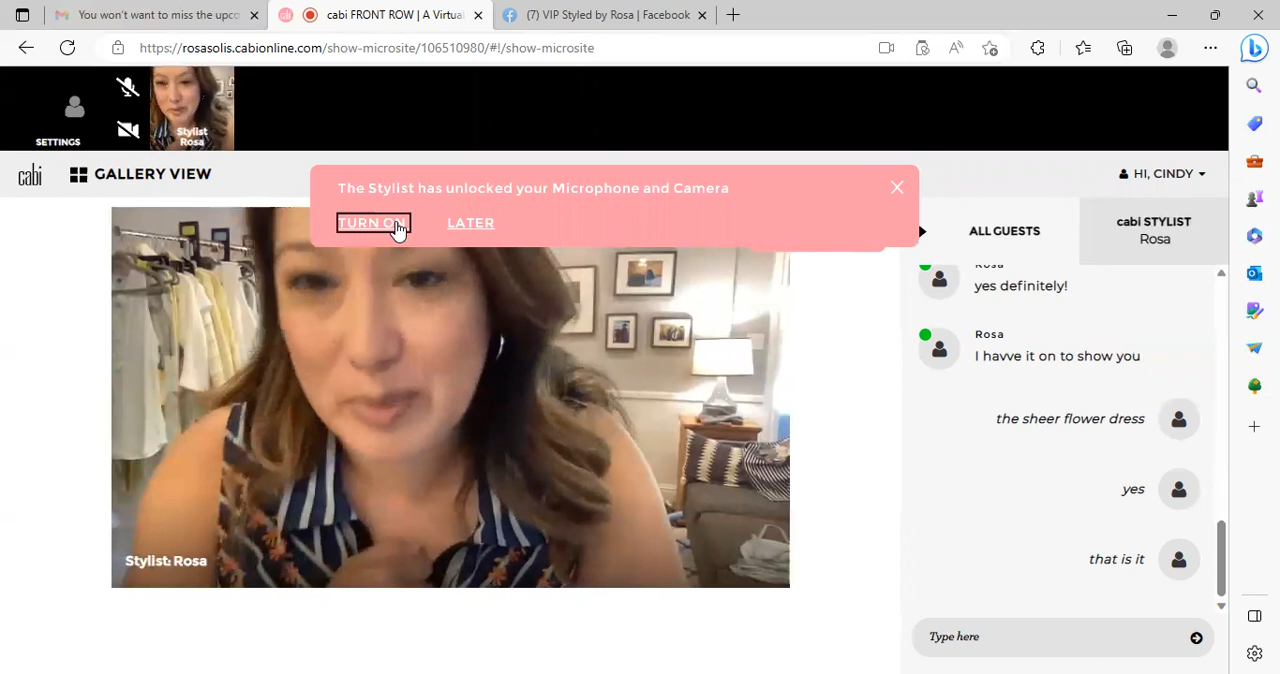 You won't want to miss the upco
cabi FRONT ROW | A Virtual
(7) VIP Styled by Rosa | Facebook
https://rosasolis.cabionline.com/show-microsite/106510980/#!/show-microsite
SETTINGS
Stylist
Rosa
cabi
GALLERY VIEW
HI, CINDY
The Stylist has unlocked your Microphone and Camera
TURN ON
LATER
ALL GUESTS
cabi STYLIST
Rosa
Rosa
yes definitely!
Rosa
I havve it on to show you
the sheer flower dress
yes
that is it
Stylist: Rosa
Type here